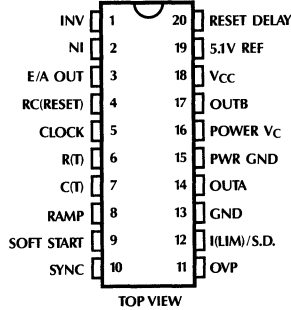 INV 1 20 RESET DELAY
NI 2 19 5.1V REF
E/A OUT 3 18 VCC
RC(RESET) 4 17 OUTB
CLOCK 5 16 POWER VC
R(T) 6 15 PWR GND
C(T) 7 14 OUTA
RAMP 8 13 GND
SOFT START 9 12 I(LIM)/S.D.
SYNC 10 11 OVP
TOP VIEW